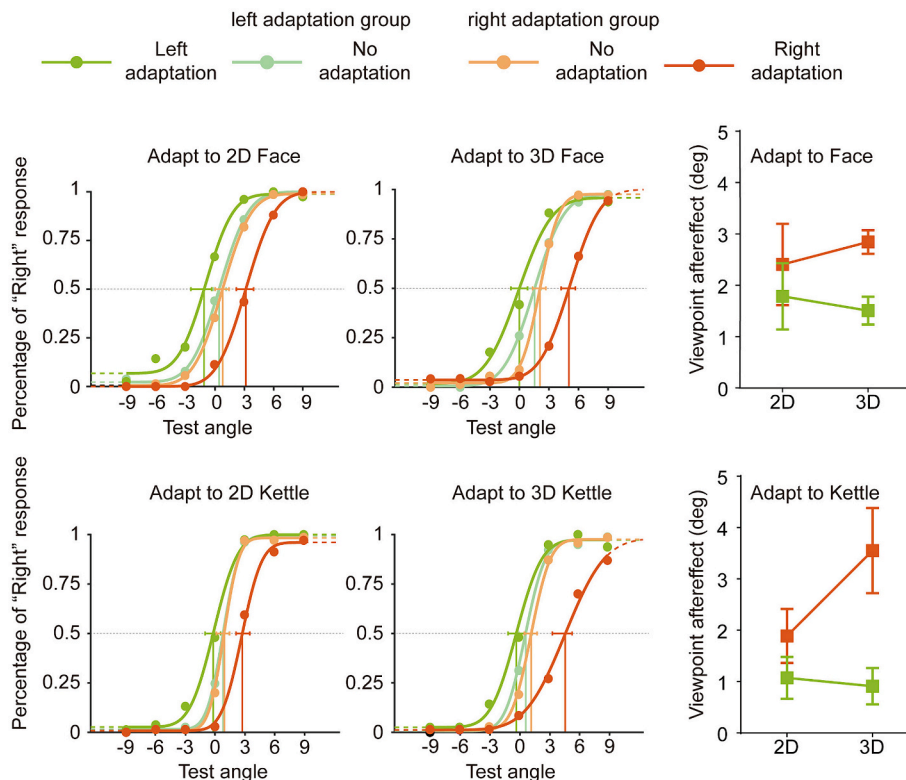 left adaptation group right adaptation group
Left adaptation
No adaptation
No adaptation
Right adaptation
Adapt to 2D Face
Percentage of “Right” response
1
0.75
0.5
0.25
0
-9 -6 -3 0 3 6 9
Test angle
Adapt to 3D Face
1
0.75
0.5
0.25
0
-9 -6 -3 0 3 6 9
Test angle
Adapt to Face
Viewpoint aftereffect (deg)
5
4
3
2
1
0
2D 3D
Adapt to 2D Kettle
Percentage of “Right” response
1
0.75
0.5
0.25
0
-9 -6 -3 0 3 6 9
Test angle
Adapt to 3D Kettle
1
0.75
0.5
0.25
0
-9 -6 -3 0 3 6 9
Test angle
Adapt to Kettle
Viewpoint aftereffect (deg)
5
4
3
2
1
0
2D 3D